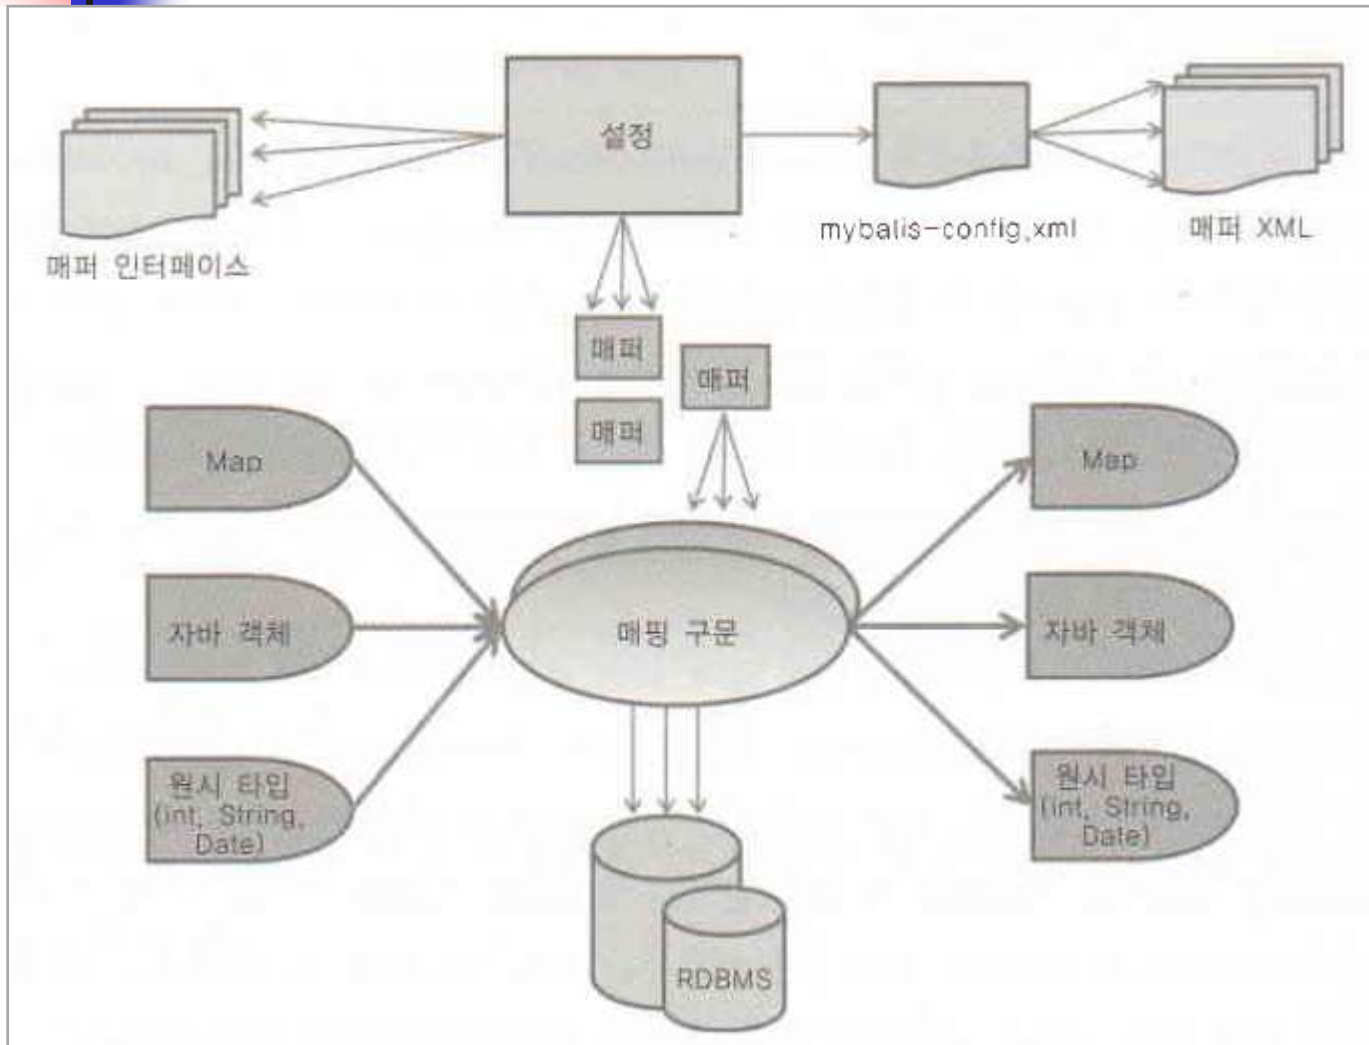 설정
매퍼 인터페이스
mybalis-config.xml
매퍼 XML
매퍼
매퍼
매퍼
Map
Map
자바 객체
매핑 구문
자바 객체
원시 타입
(int, String,
Date)
원시 타입
(int, String,
Date)
RDBMS